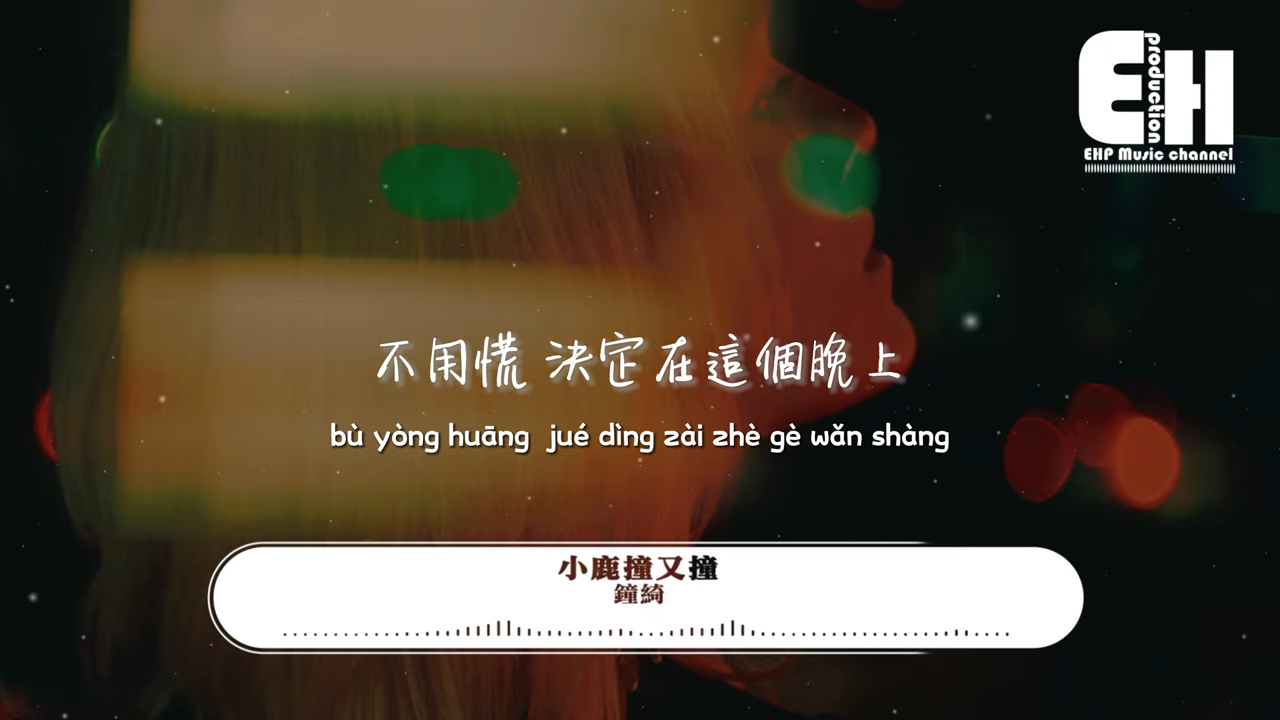 EH
production
EHP Music channel
不用慌 決定在這個晚上
bù yòng huāng jué dìng zài zhè gè wǎn shàng
小鹿撞又撞
鐘綺